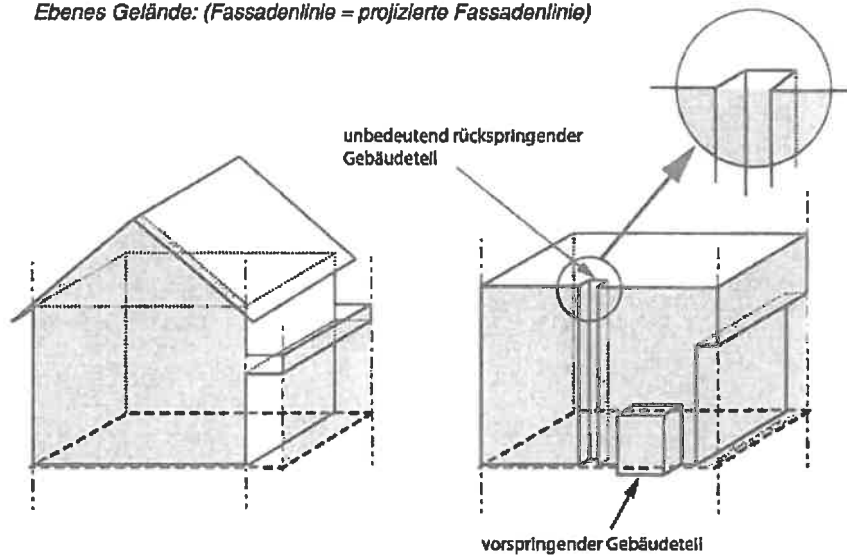 Ebenes Gelände: (Fassadenlinie = projizierte Fassadenlinie)
unbedeutend rückspringender
Gebäudeteil
vorspringender Gebäudeteil